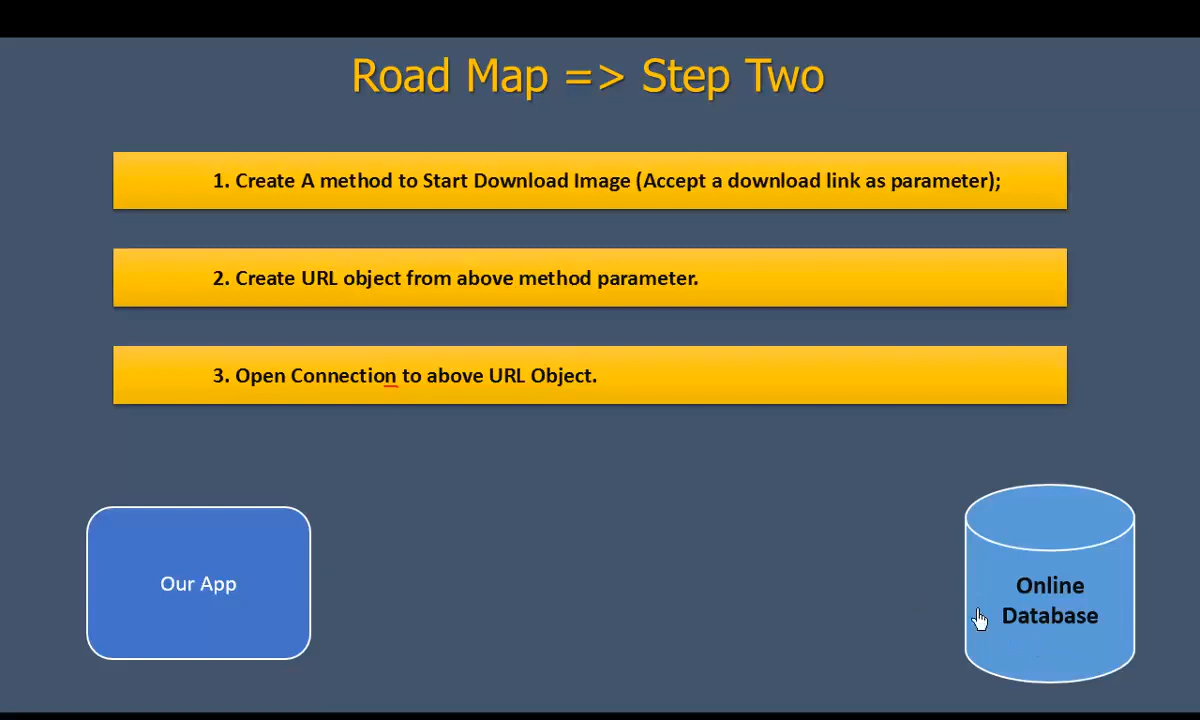 Road Map => Step Two
1. Create A method to Start Download Image (Accept a download link as parameter);
2. Create URL object from above method parameter.
3. Open Connection to above URL Object.
Our App
Online
Database